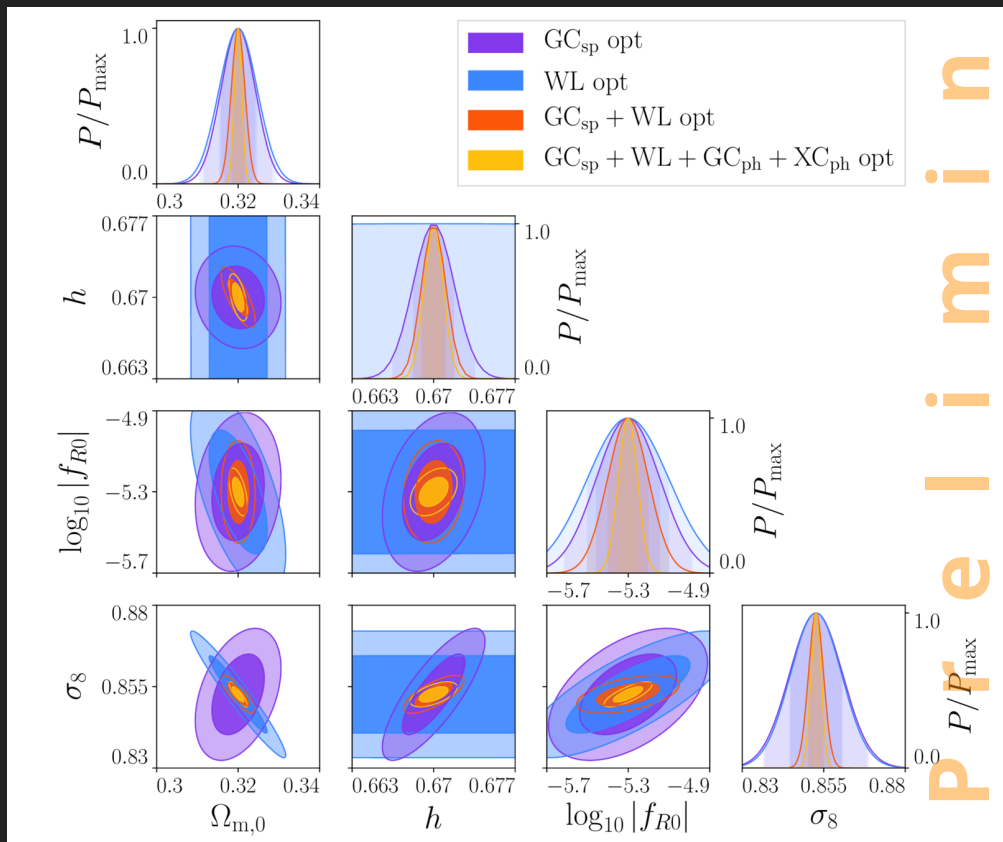 GC_sp opt
WL opt
GC_sp + WL opt
GC_sp + WL + GC_ph + XC_ph opt
P/P_max
1.0
0.0
0.3 0.32 0.34
h
0.677
0.67
0.663
P/P_max
1.0
0.0
0.663 0.67 0.677
log₁₀|f_R0|
−4.9
−5.3
−5.7
P/P_max
1.0
0.0
−5.7 −5.3 −4.9
σ₈
0.88
0.855
0.83
P/P_max
1.0
0.0
0.3 0.32 0.34
0.663 0.67 0.677
−5.7 −5.3 −4.9
0.83 0.855 0.88
Ω_m,0
h
log₁₀|f_R0|
σ₈
Prelimin